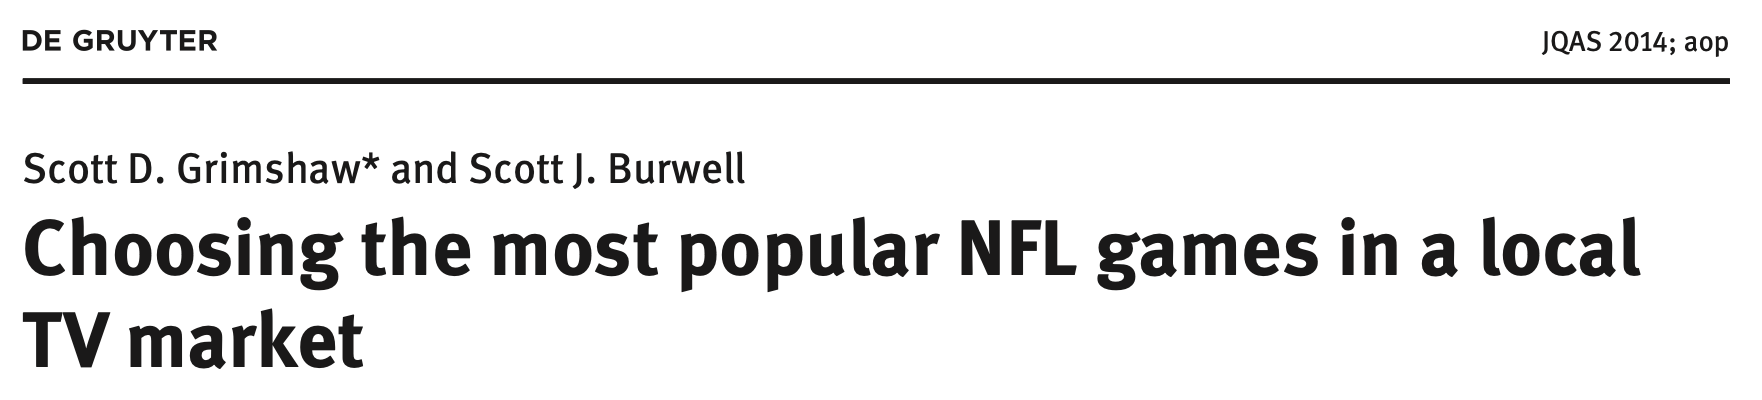 DE GRUYTER
JQAS 2014; aop
Scott D. Grimshaw* and Scott J. Burwell
Choosing the most popular NFL games in a local
TV market